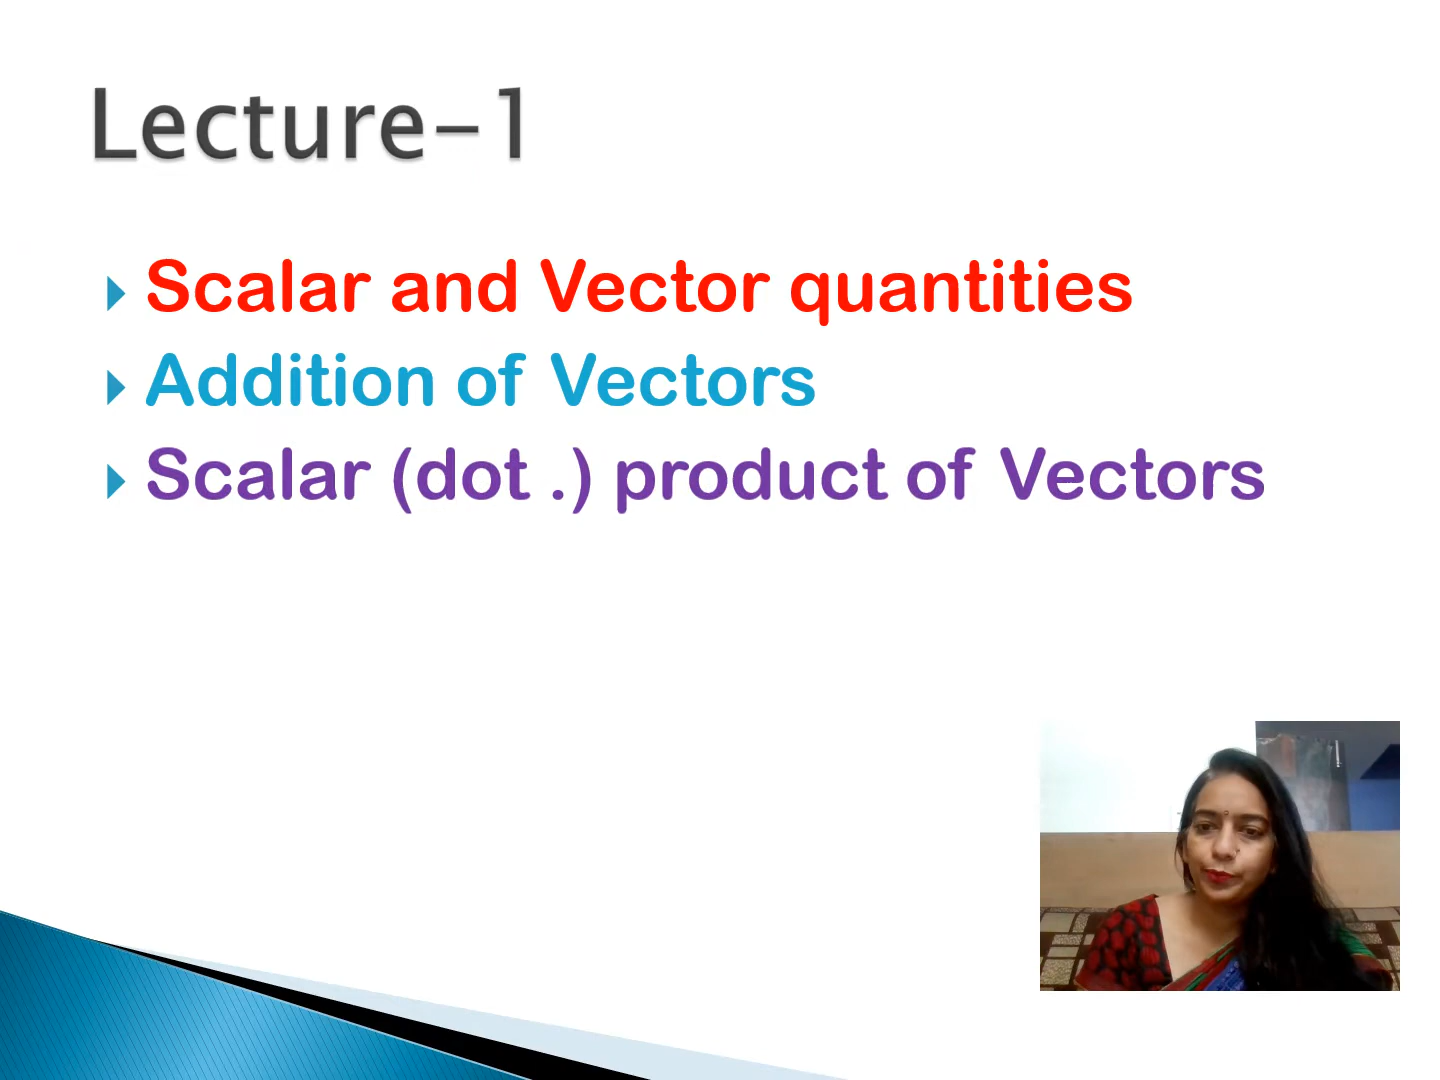 Lecture-1
Scalar and Vector quantities
Addition of Vectors
Scalar (dot .) product of Vectors